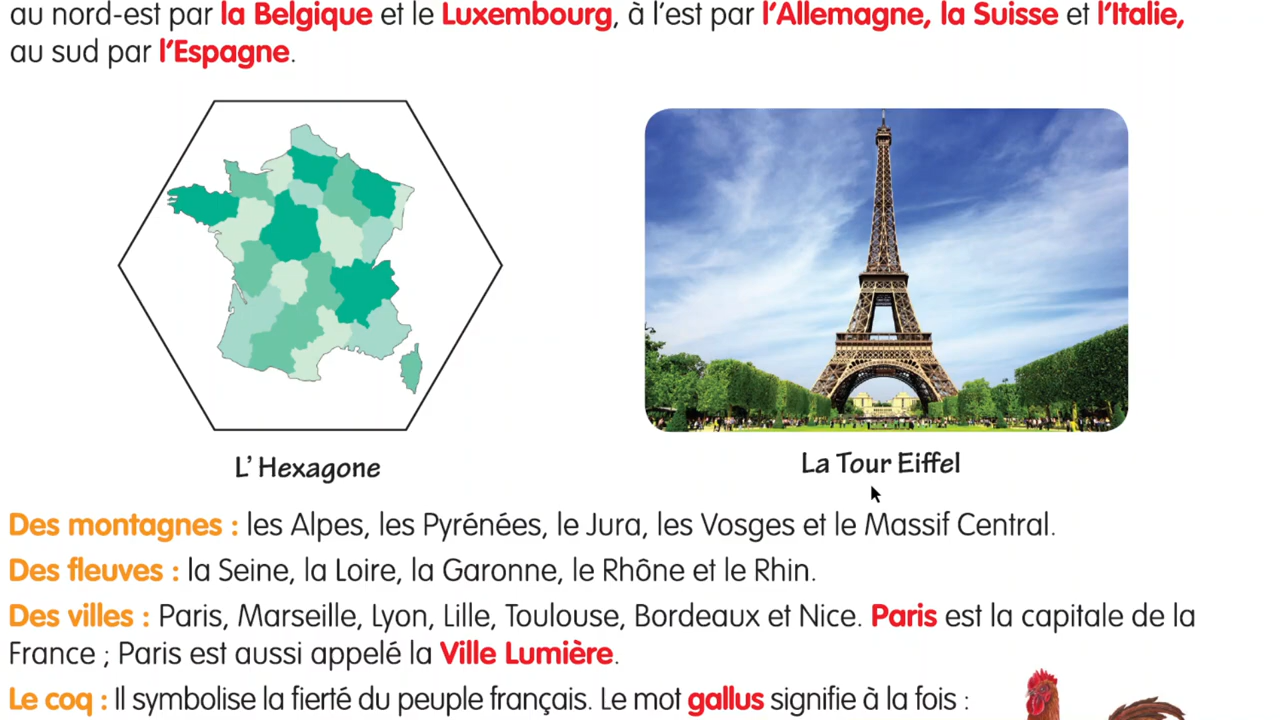 au nord-est par la Belgique et le Luxembourg, à l’est par l’Allemagne, la Suisse et l’Italie,
au sud par l’Espagne.
L’ Hexagone
La Tour Eiffel
Des montagnes : les Alpes, les Pyrénées, le Jura, les Vosges et le Massif Central.
Des fleuves : la Seine, la Loire, la Garonne, le Rhône et le Rhin.
Des villes : Paris, Marseille, Lyon, Lille, Toulouse, Bordeaux et Nice. Paris est la capitale de la
France ; Paris est aussi appelé la Ville Lumière.
Le coq : Il symbolise la fierté du peuple français. Le mot gallus signifie à la fois :